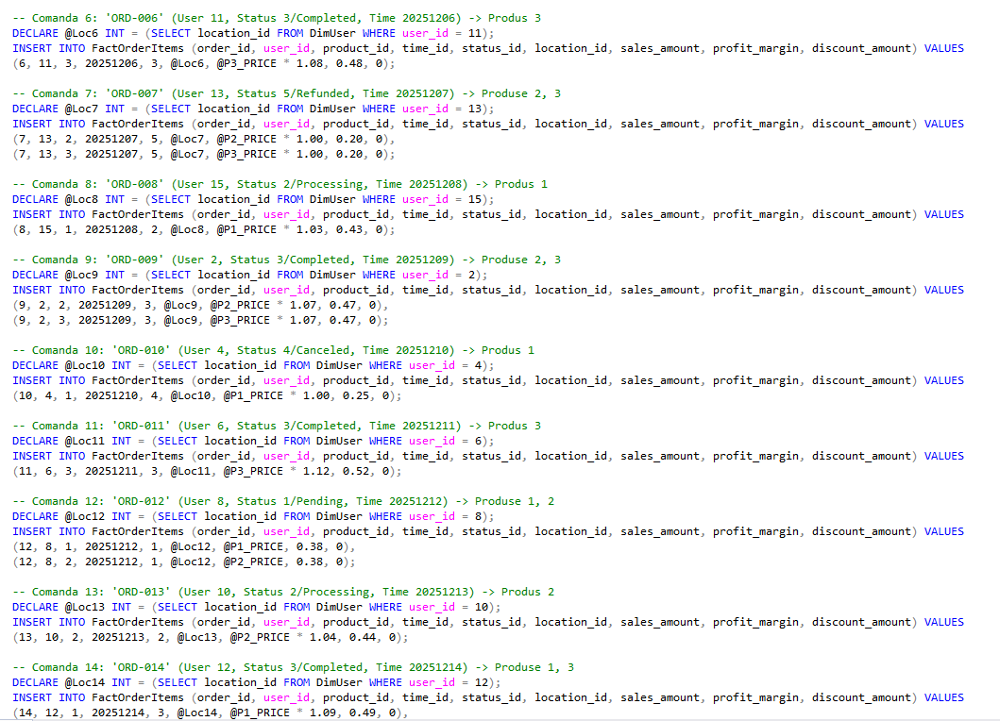 -- Comanda 6: 'ORD-006' (User 11, Status 3/Completed, Time 20251206) -> Produs 3
DECLARE @Loc6 INT = (SELECT location_id FROM DimUser WHERE user_id = 11);
INSERT INTO FactOrderItems (order_id, user_id, product_id, time_id, status_id, location_id, sales_amount, profit_margin, discount_amount) VALUES
(6, 11, 3, 20251206, 3, @Loc6, @P3_PRICE * 1.08, 0.48, 0);
-- Comanda 7: 'ORD-007' (User 13, Status 5/Refunded, Time 20251207) -> Produse 2, 3
DECLARE @Loc7 INT = (SELECT location_id FROM DimUser WHERE user_id = 13);
INSERT INTO FactOrderItems (order_id, user_id, product_id, time_id, status_id, location_id, sales_amount, profit_margin, discount_amount) VALUES
(7, 13, 2, 20251207, 5, @Loc7, @P2_PRICE * 1.00, 0.20, 0),
(7, 13, 3, 20251207, 5, @Loc7, @P3_PRICE * 1.00, 0.20, 0);
-- Comanda 8: 'ORD-008' (User 15, Status 2/Processing, Time 20251208) -> Produs 1
DECLARE @Loc8 INT = (SELECT location_id FROM DimUser WHERE user_id = 15);
INSERT INTO FactOrderItems (order_id, user_id, product_id, time_id, status_id, location_id, sales_amount, profit_margin, discount_amount) VALUES
(8, 15, 1, 20251208, 2, @Loc8, @P1_PRICE * 1.03, 0.43, 0);
-- Comanda 9: 'ORD-009' (User 2, Status 3/Completed, Time 20251209) -> Produse 2, 3
DECLARE @Loc9 INT = (SELECT location_id FROM DimUser WHERE user_id = 2);
INSERT INTO FactOrderItems (order_id, user_id, product_id, time_id, status_id, location_id, sales_amount, profit_margin, discount_amount) VALUES
(9, 2, 2, 20251209, 3, @Loc9, @P2_PRICE * 1.07, 0.47, 0),
(9, 2, 3, 20251209, 3, @Loc9, @P3_PRICE * 1.07, 0.47, 0);
-- Comanda 10: 'ORD-010' (User 4, Status 4/Canceled, Time 20251210) -> Produs 1
DECLARE @Loc10 INT = (SELECT location_id FROM DimUser WHERE user_id = 4);
INSERT INTO FactOrderItems (order_id, user_id, product_id, time_id, status_id, location_id, sales_amount, profit_margin, discount_amount) VALUES
(10, 4, 1, 20251210, 4, @Loc10, @P1_PRICE * 1.00, 0.25, 0);
-- Comanda 11: 'ORD-011' (User 6, Status 3/Completed, Time 20251211) -> Produs 3
DECLARE @Loc11 INT = (SELECT location_id FROM DimUser WHERE user_id = 6);
INSERT INTO FactOrderItems (order_id, user_id, product_id, time_id, status_id, location_id, sales_amount, profit_margin, discount_amount) VALUES
(11, 6, 3, 20251211, 3, @Loc11, @P3_PRICE * 1.12, 0.52, 0);
-- Comanda 12: 'ORD-012' (User 8, Status 1/Pending, Time 20251212) -> Produse 1, 2
DECLARE @Loc12 INT = (SELECT location_id FROM DimUser WHERE user_id = 8);
INSERT INTO FactOrderItems (order_id, user_id, product_id, time_id, status_id, location_id, sales_amount, profit_margin, discount_amount) VALUES
(12, 8, 1, 20251212, 1, @Loc12, @P1_PRICE, 0.38, 0),
(12, 8, 2, 20251212, 1, @Loc12, @P2_PRICE, 0.38, 0);
-- Comanda 13: 'ORD-013' (User 10, Status 2/Processing, Time 20251213) -> Produs 2
DECLARE @Loc13 INT = (SELECT location_id FROM DimUser WHERE user_id = 10);
INSERT INTO FactOrderItems (order_id, user_id, product_id, time_id, status_id, location_id, sales_amount, profit_margin, discount_amount) VALUES
(13, 10, 2, 20251213, 2, @Loc13, @P2_PRICE * 1.04, 0.44, 0);
-- Comanda 14: 'ORD-014' (User 12, Status 3/Completed, Time 20251214) -> Produse 1, 3
DECLARE @Loc14 INT = (SELECT location_id FROM DimUser WHERE user_id = 12);
INSERT INTO FactOrderItems (order_id, user_id, product_id, time_id, status_id, location_id, sales_amount, profit_margin, discount_amount) VALUES
(14, 12, 1, 20251214, 3, @Loc14, @P1_PRICE * 1.09, 0.49, 0),